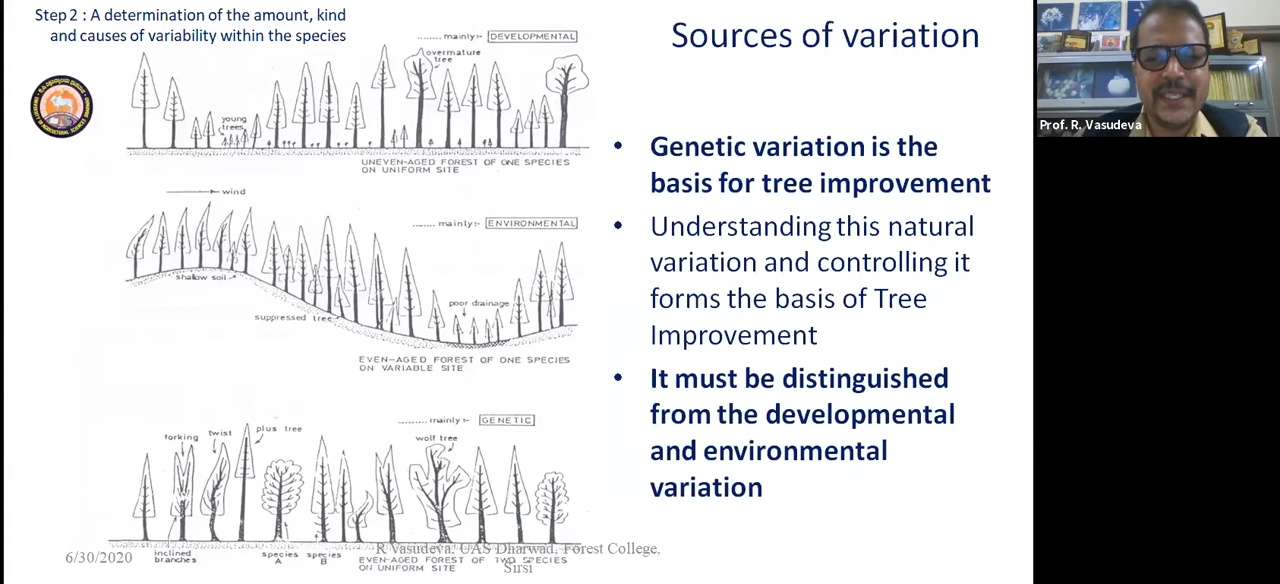 Step 2 : A determination of the amount, kind
and causes of variability within the species
Sources of variation
........ mainly:- DEVELOPMENTAL
overmature
tree
young
trees
UNEVEN-AGED FOREST OF ONE SPECIES
ON UNIFORM SITE
wind
....... mainly:- ENVIRONMENTAL
shallow soil
poor drainage
suppressed tree
EVEN-AGED FOREST OF ONE SPECIES
ON VARIABLE SITE
......... mainly :- GENETIC
forking
twist
plus tree
wolf tree
inclined
branches
species
A
species
B
EVEN-AGED FOREST OF TWO SPECIES
ON UNIFORM SITE
• Genetic variation is the
basis for tree improvement
• Understanding this natural
variation and controlling it
forms the basis of Tree
Improvement
• It must be distinguished
from the developmental
and environmental
variation
6/30/2020
R Vasudeva, UAS Dharwad, Forest College,
Sirsi
Prof. R. Vasudeva